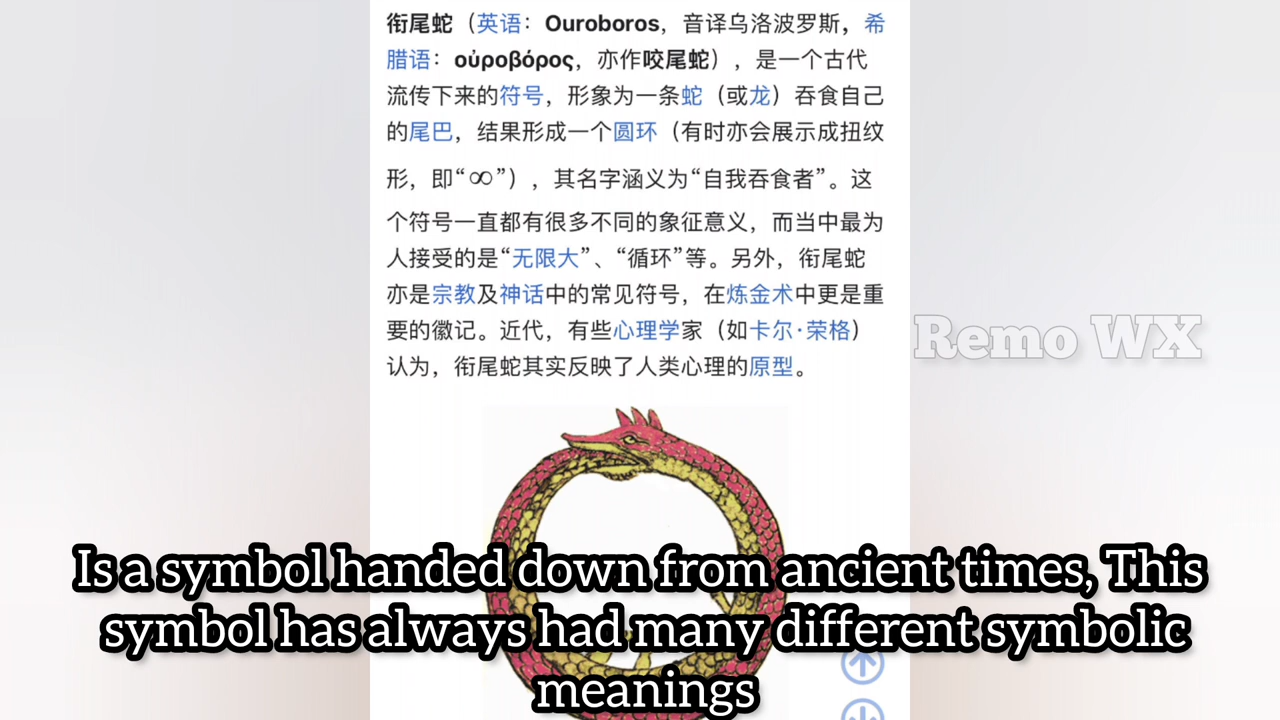 衔尾蛇（英语：Ouroboros，音译乌洛波罗斯，希
腊语：οὐροβόρος，亦作咬尾蛇），是一个古代
流传下来的符号，形象为一条蛇（或龙）吞食自己
的尾巴，结果形成一个圆环（有时亦会展示成扭纹
形，即“∞”），其名字涵义为“自我吞食者”。这
个符号一直都有很多不同的象征意义，而当中最为
人接受的是“无限大”、“循环”等。另外，衔尾蛇
亦是宗教及神话中的常见符号，在炼金术中更是重
要的徽记。近代，有些心理学家（如卡尔·荣格）
认为，衔尾蛇其实反映了人类心理的原型。
Remo WX
Is a symbol handed down from ancient times, This
symbol has always had many different symbolic
meanings